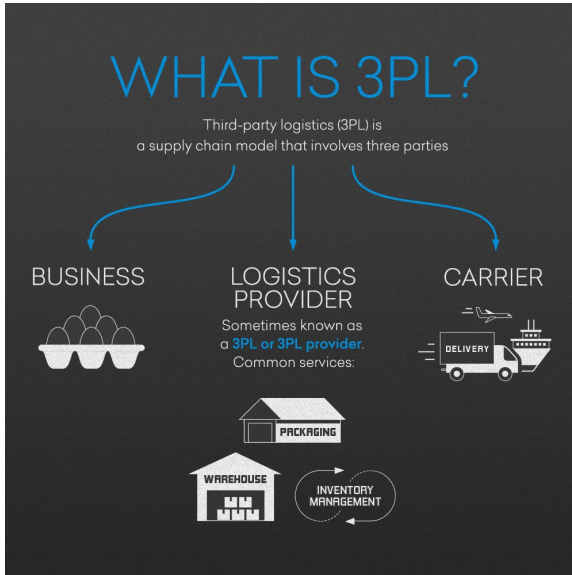 WHAT IS 3PL?
Third-party logistics (3PL) is
a supply chain model that involves three parties
BUSINESS
LOGISTICS
PROVIDER
Sometimes known as
a 3PL or 3PL provider.
Common services:
CARRIER
DELIVERY
PACKAGING
WAREHOUSE
INVENTORY
MANAGEMENT